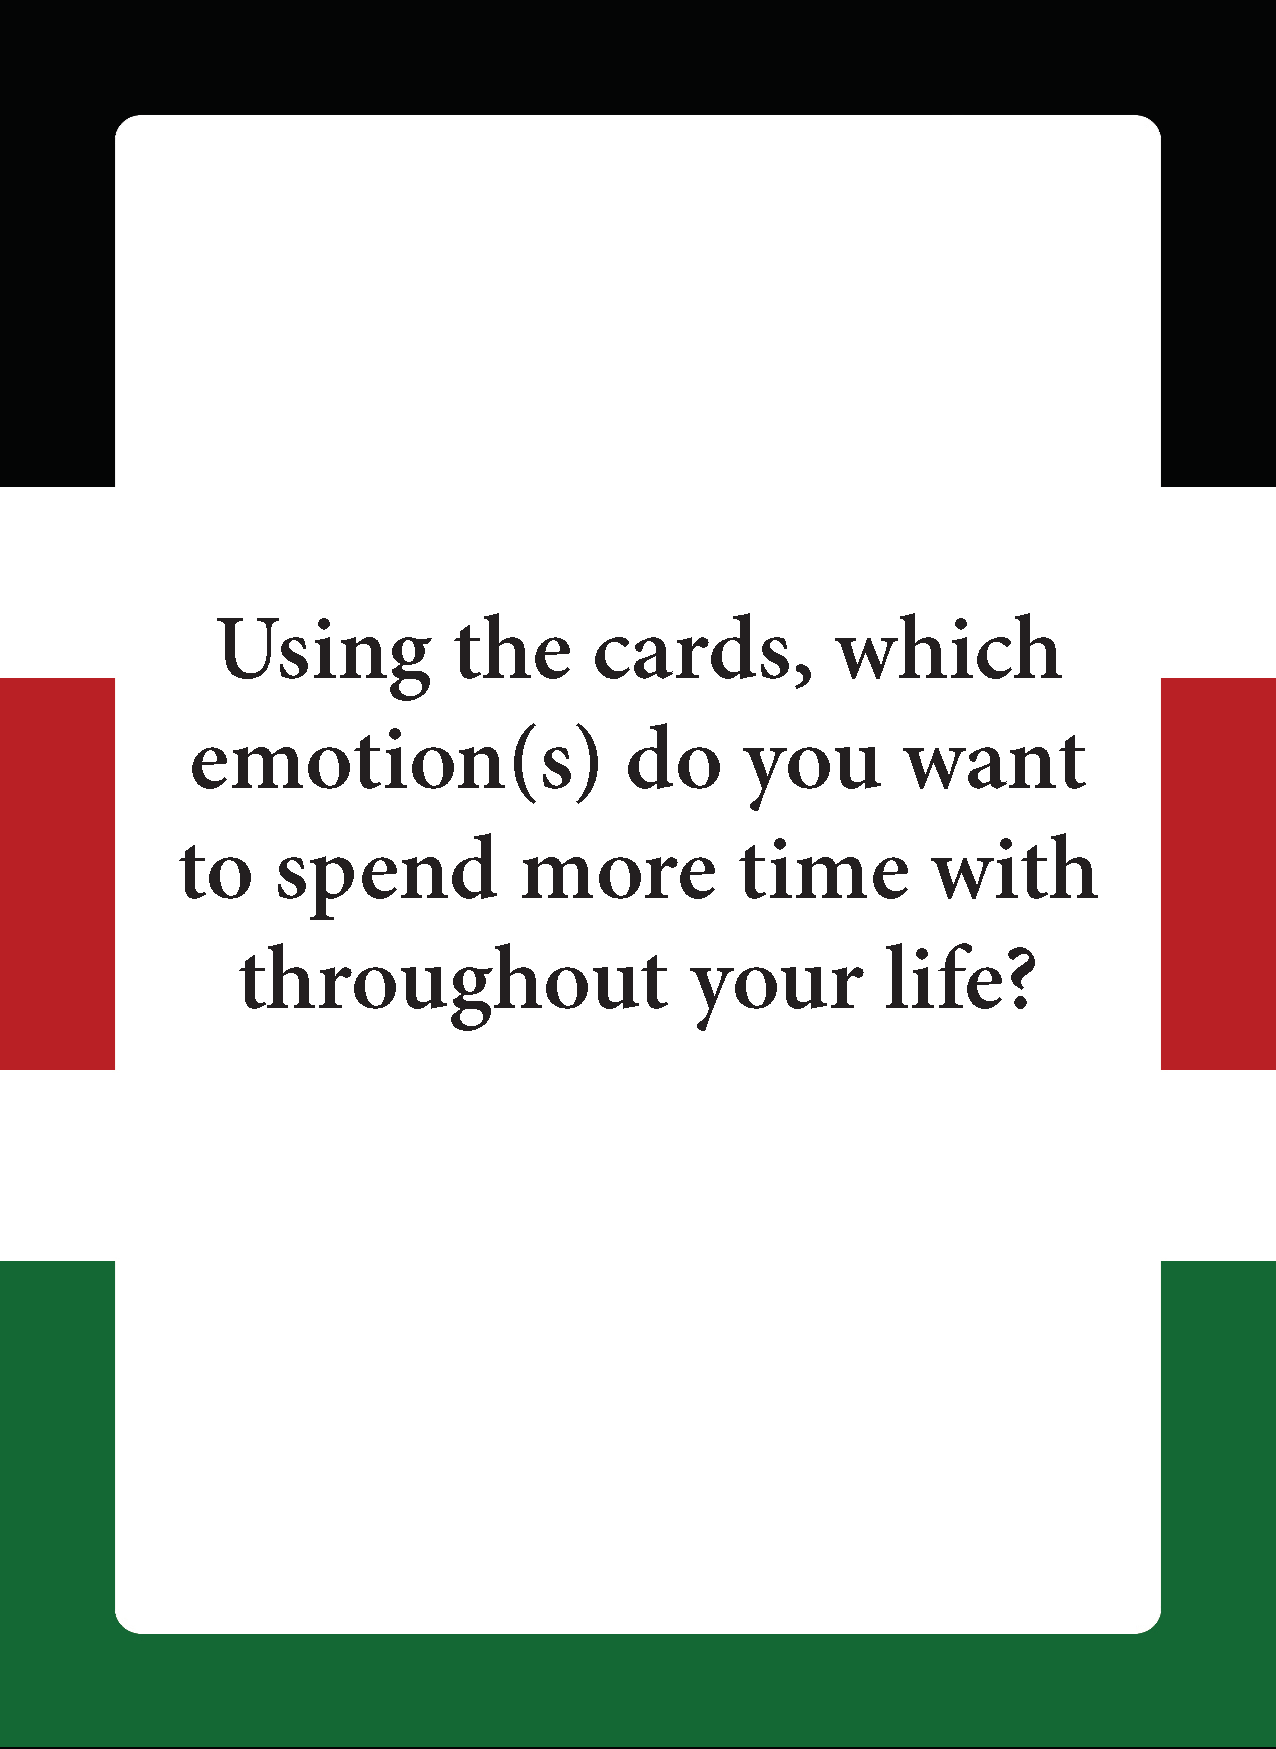 Using the cards, which
emotion(s) do you want
to spend more time with
throughout your life?